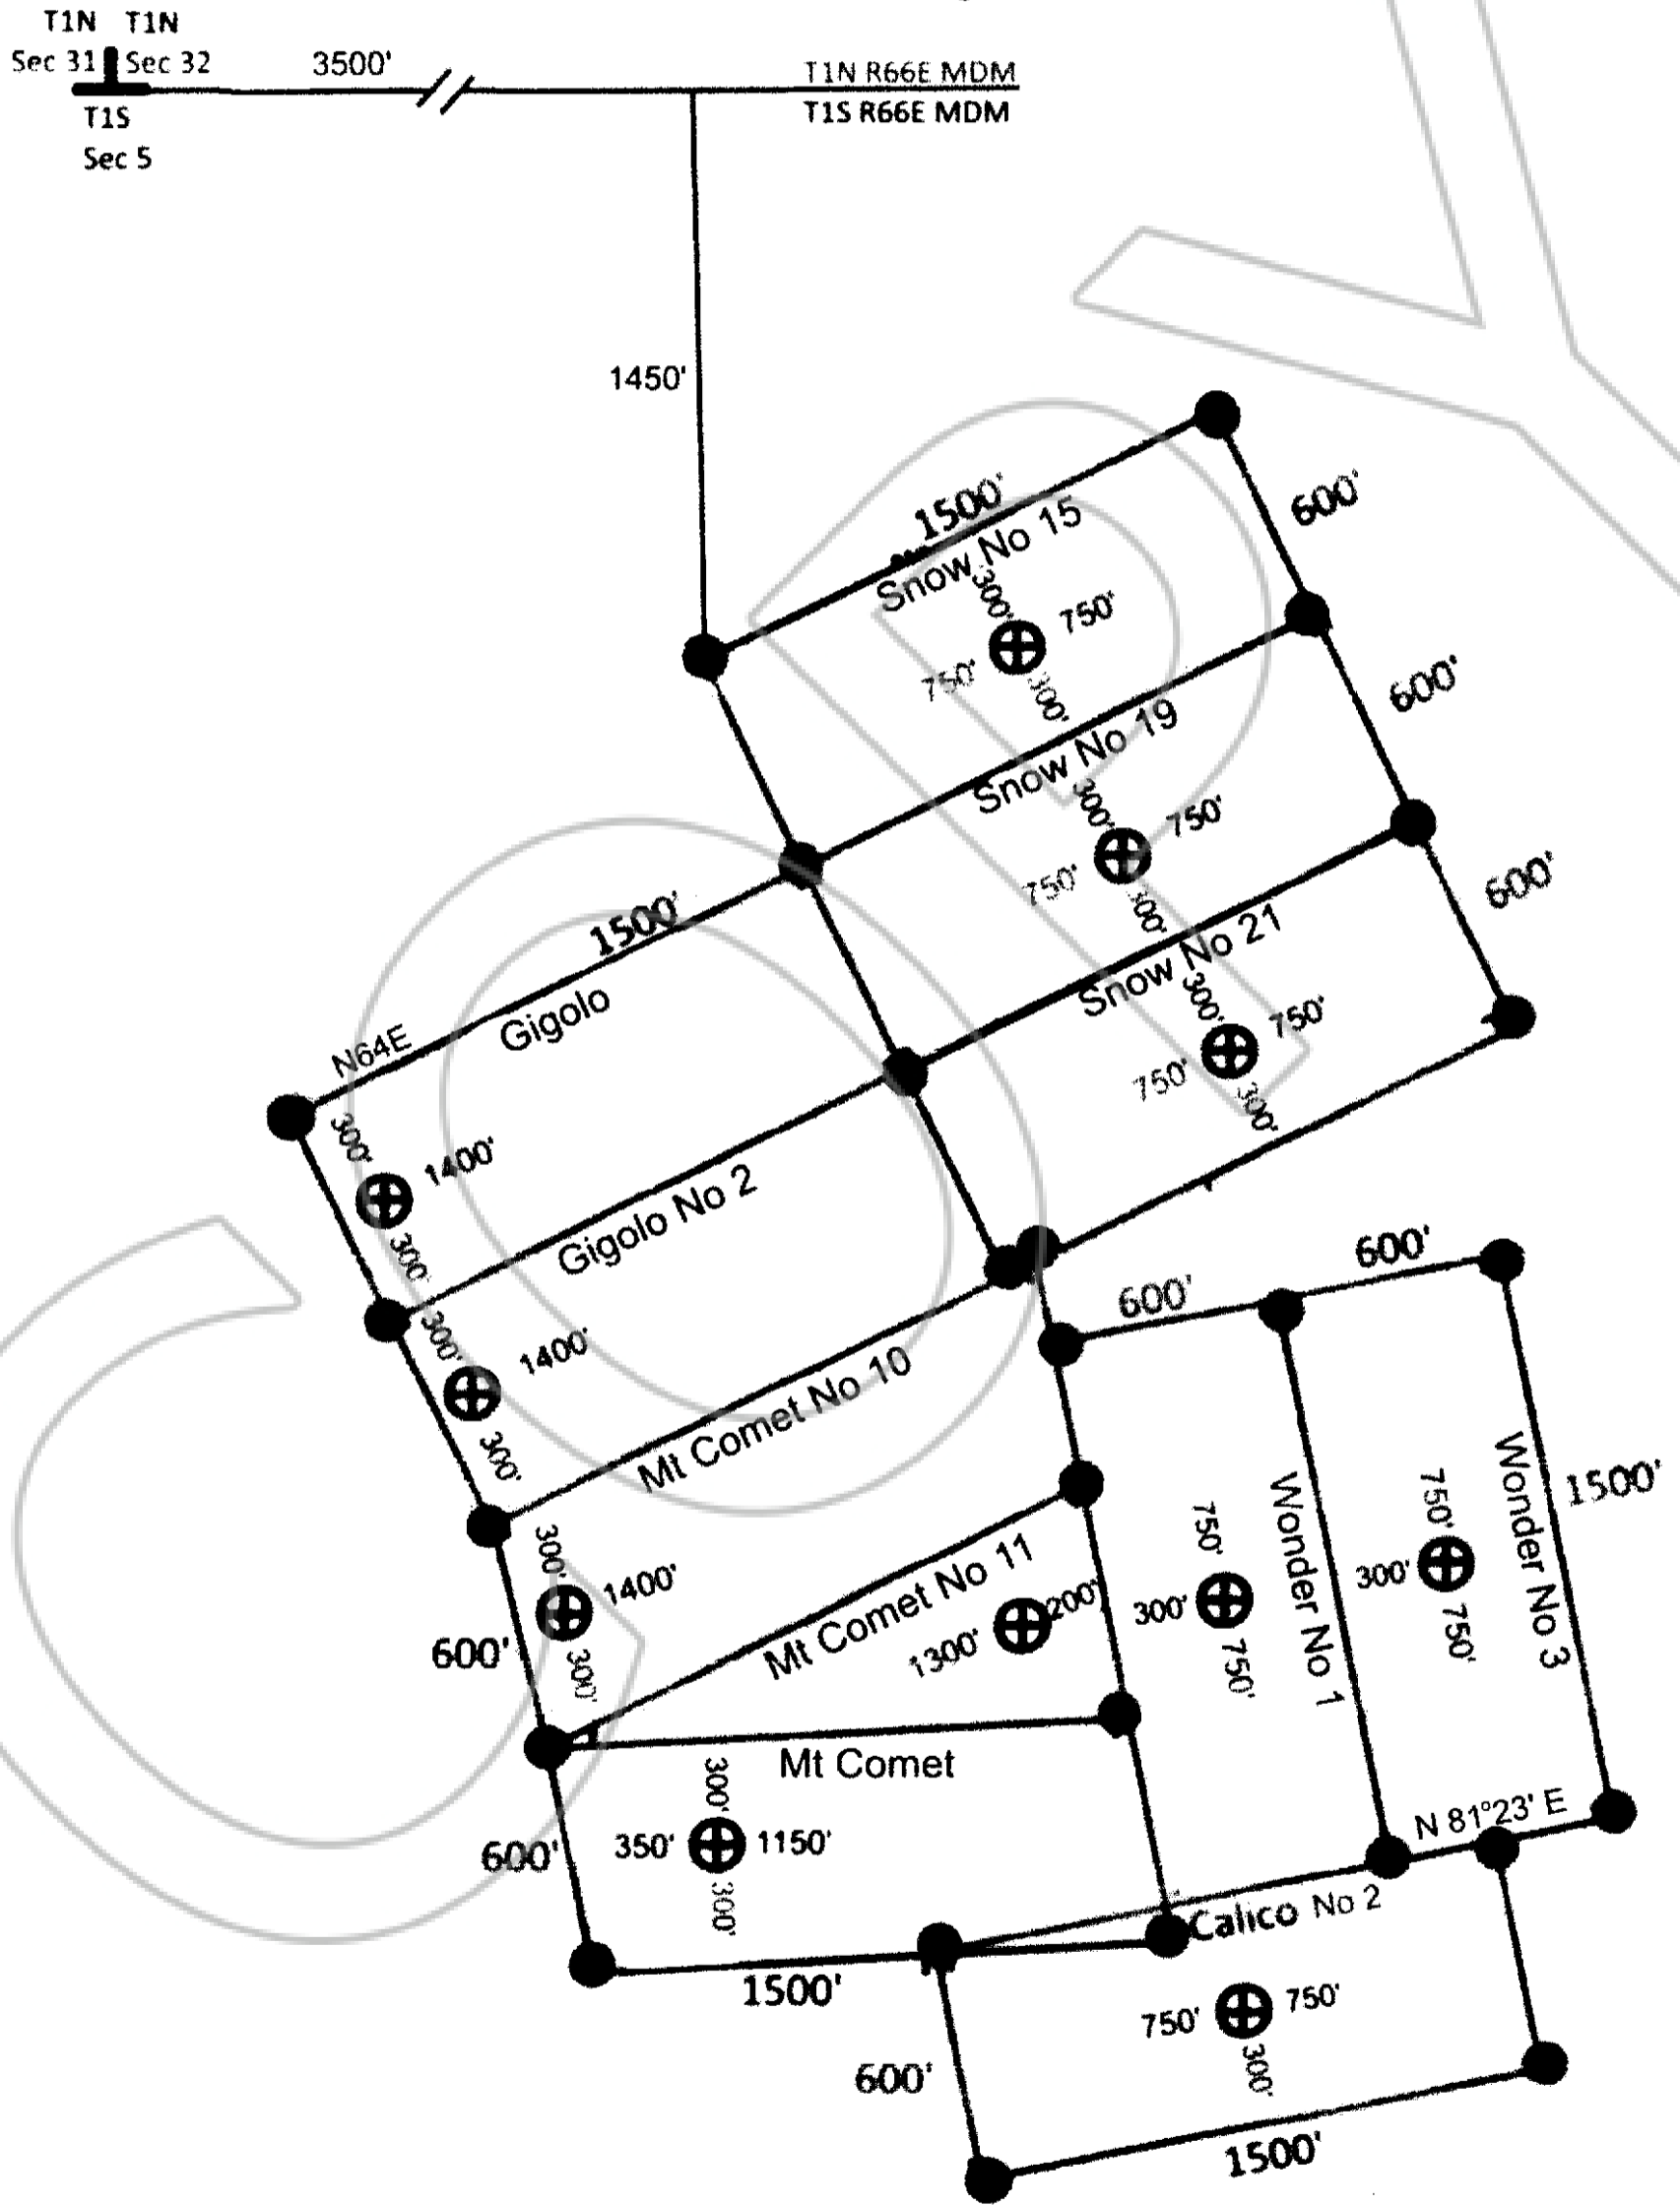 T1N T1N
Sec 31 Sec 32
3500'
T1N R66E MDM
T1S R66E MDM
T1S
Sec 5
1450'
1500'
Snow No 15
600'
300'
750'
750'
300'
600'
Snow No 19
300'
750'
750'
300'
600'
1500'
Snow No 21
300'
750'
750'
300'
N64E
Gigolo
300'
1400'
300'
Gigolo No 2
300'
1400'
300'
600'
600'
Mt Comet No 10
300'
1400'
300'
600'
Mt Comet No 11
1300'
200'
750'
300'
750'
Wonder No 1
750'
300'
750'
Wonder No 3
1500'
Mt Comet
300'
350'
1150'
300'
600'
1500'
N 81°23' E
Calico No 2
750'
750'
300'
600'
1500'
COPY